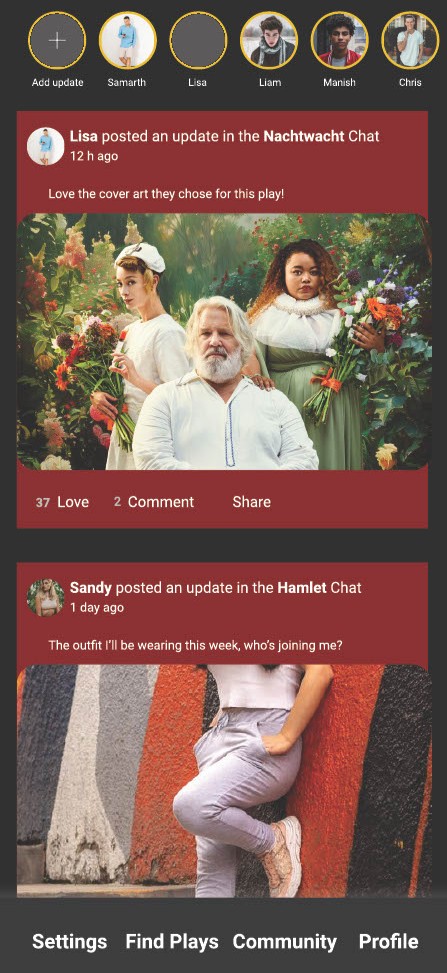 Add update
Samarth
Lisa
Liam
Manish
Chris
Lisa posted an update in the Nachtwacht Chat
12 h ago
Love the cover art they chose for this play!
37 Love 2 Comment Share
Sandy posted an update in the Hamlet Chat
1 day ago
The outfit I'll be wearing this week, who's joining me?
Settings Find Plays Community Profile